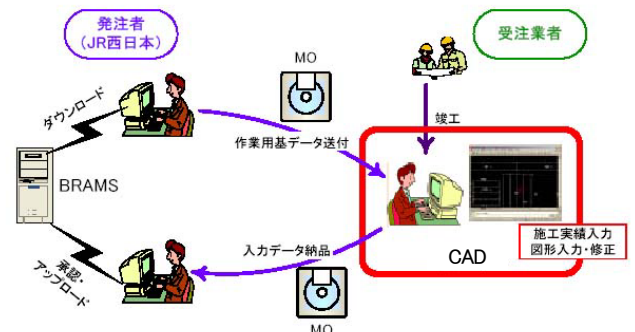 発注者
(JR西日本)
受注業者
MO
ダウンロード
竣工
作業用基データ送付
BRAMS
施工実績入力
図形入力・修正
入力データ納品
CAD
承認・
アップロード
MO